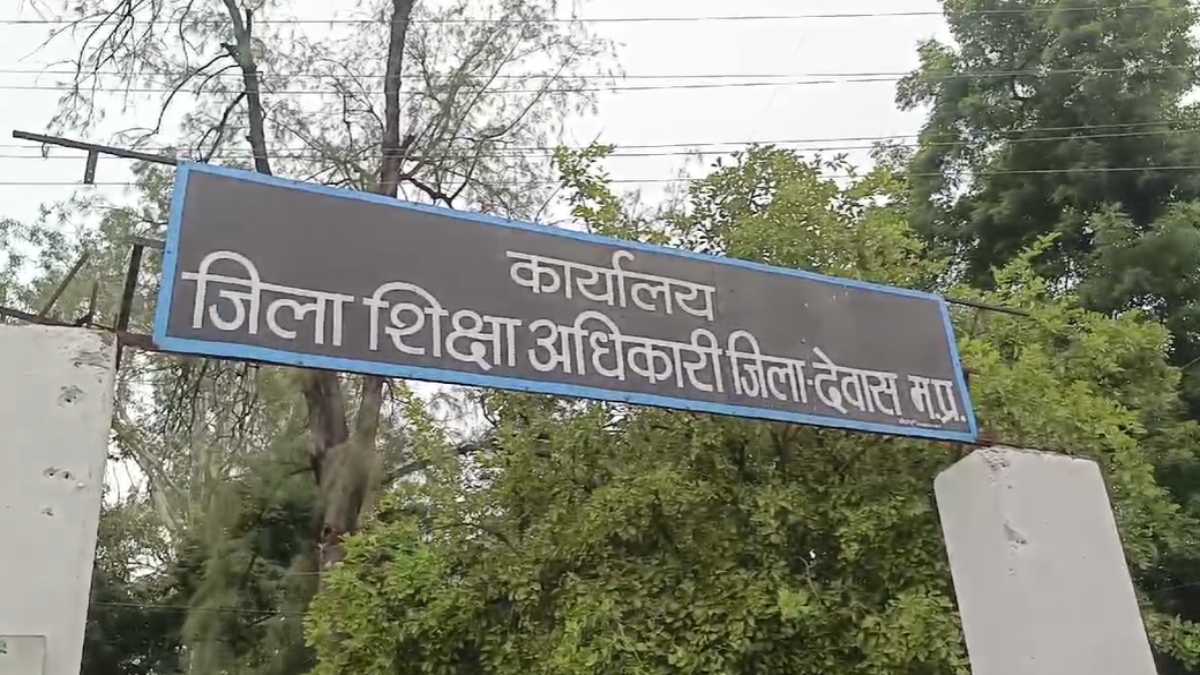 कार्यालय
जिला शिक्षा अधिकारी जिला-देवास म.प्र.